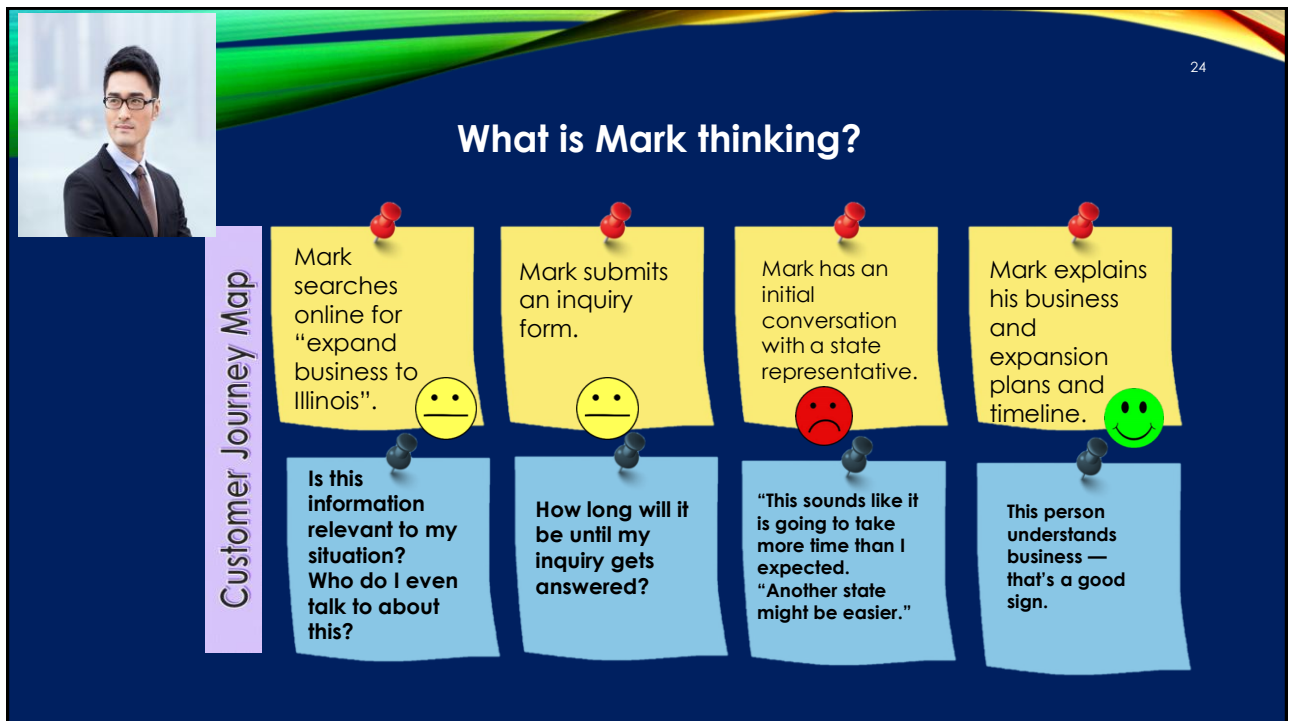 24
What is Mark thinking?
Customer Journey Map
Mark
searches
online for
“expand
business to
Illinois”.
Mark submits
an inquiry
form.
Mark has an
initial
conversation
with a state
representative.
Mark explains
his business
and
expansion
plans and
timeline.
Is this
information
relevant to my
situation?
Who do I even
talk to about
this?
How long will it
be until my
inquiry gets
answered?
“This sounds like it
is going to take
more time than I
expected.
“Another state
might be easier.”
This person
understands
business —
that’s a good
sign.